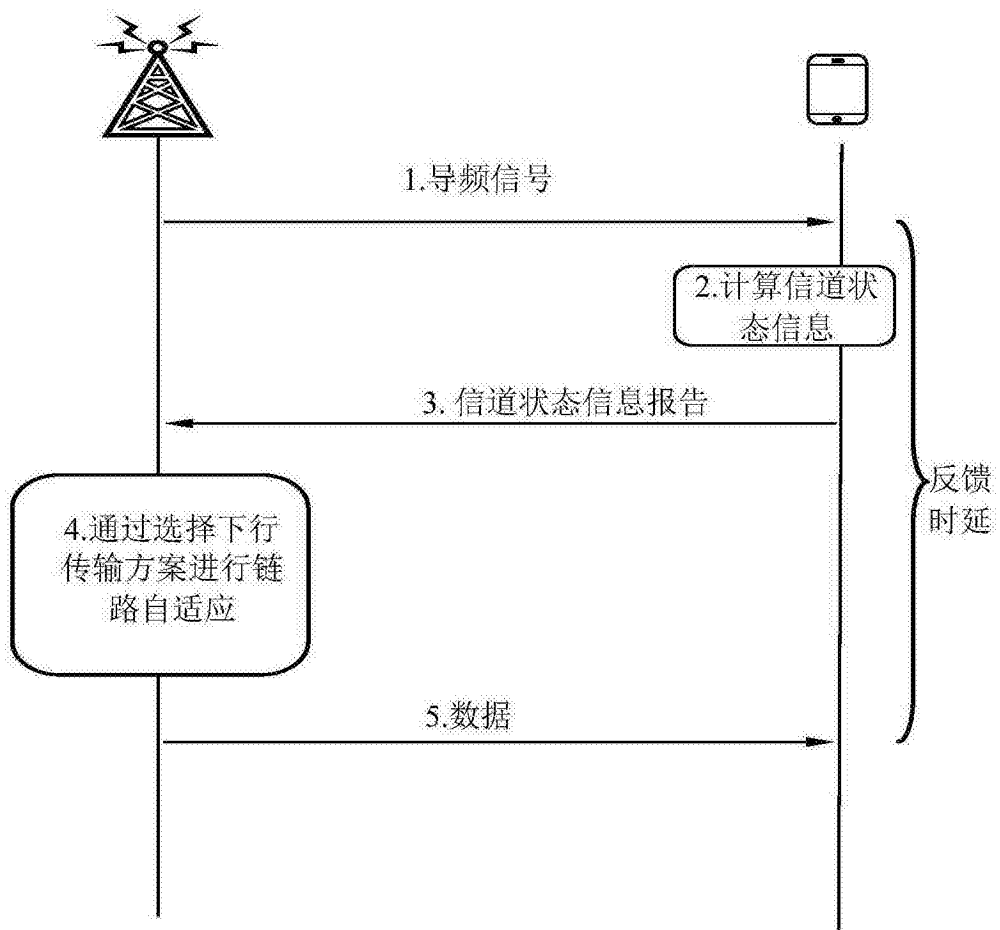 1.导频信号
2.计算信道状
态信息
3. 信道状态信息报告
反馈
时延
4.通过选择下行
传输方案进行链
路自适应
5.数据